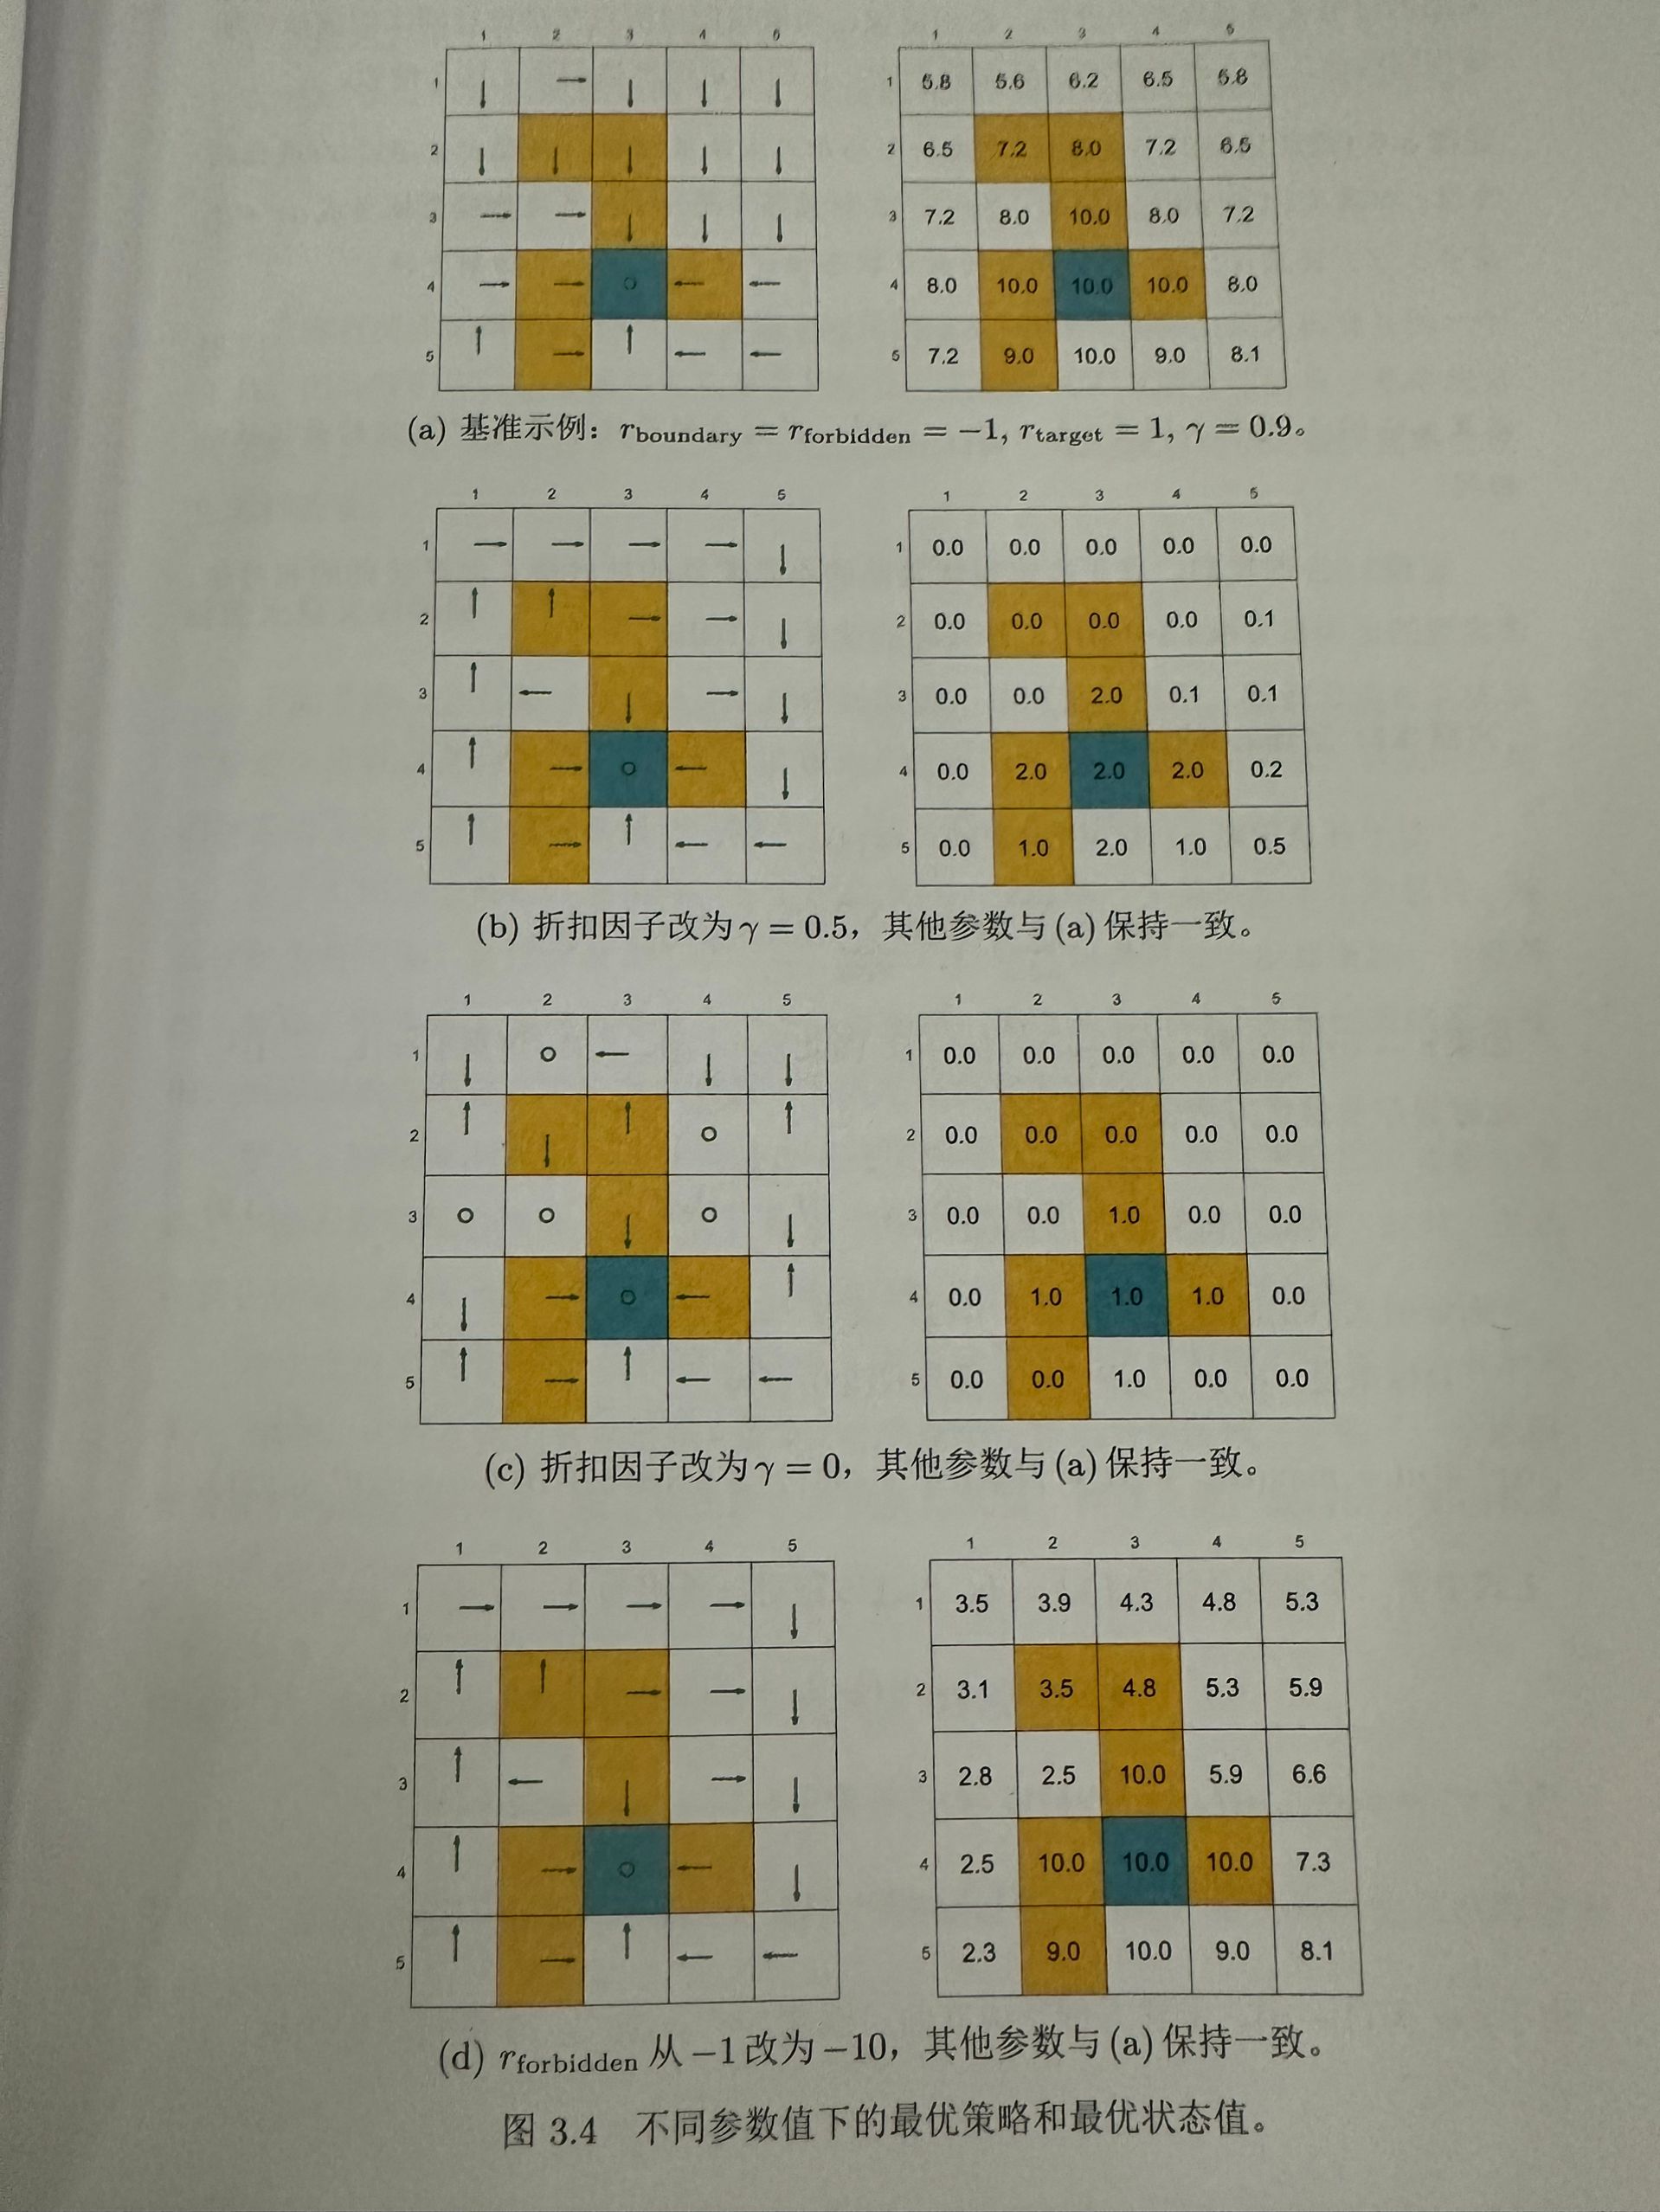 1 2 3 4 5 1 2 3 4 5
1 1 5.8 5.6 6.2 6.5 5.8
2 2 6.5 7.2 8.0 7.2 6.5
3 3 7.2 8.0 10.0 8.0 7.2
4 4 8.0 10.0 10.0 10.0 8.0
5 5 7.2 9.0 10.0 9.0 8.1
(a) 基准示例：rboundary = rforbidden = −1, rtarget = 1, γ = 0.9。
1 2 3 4 5 1 2 3 4 5
1 1 0.0 0.0 0.0 0.0 0.0
2 2 0.0 0.0 0.0 0.0 0.1
3 3 0.0 0.0 2.0 0.1 0.1
4 4 0.0 2.0 2.0 2.0 0.2
5 5 0.0 1.0 2.0 1.0 0.5
(b) 折扣因子改为 γ = 0.5，其他参数与 (a) 保持一致。
1 2 3 4 5 1 2 3 4 5
1 1 0.0 0.0 0.0 0.0 0.0
2 2 0.0 0.0 0.0 0.0 0.0
3 3 0.0 0.0 1.0 0.0 0.0
4 4 0.0 1.0 1.0 1.0 0.0
5 5 0.0 0.0 1.0 0.0 0.0
(c) 折扣因子改为 γ = 0，其他参数与 (a) 保持一致。
1 2 3 4 5 1 2 3 4 5
1 1 3.5 3.9 4.3 4.8 5.3
2 2 3.1 3.5 4.8 5.3 5.9
3 3 2.8 2.5 10.0 5.9 6.6
4 4 2.5 10.0 10.0 10.0 7.3
5 5 2.3 9.0 10.0 9.0 8.1
(d) rforbidden 从 −1 改为 −10，其他参数与 (a) 保持一致。
图 3.4 不同参数值下的最优策略和最优状态值。